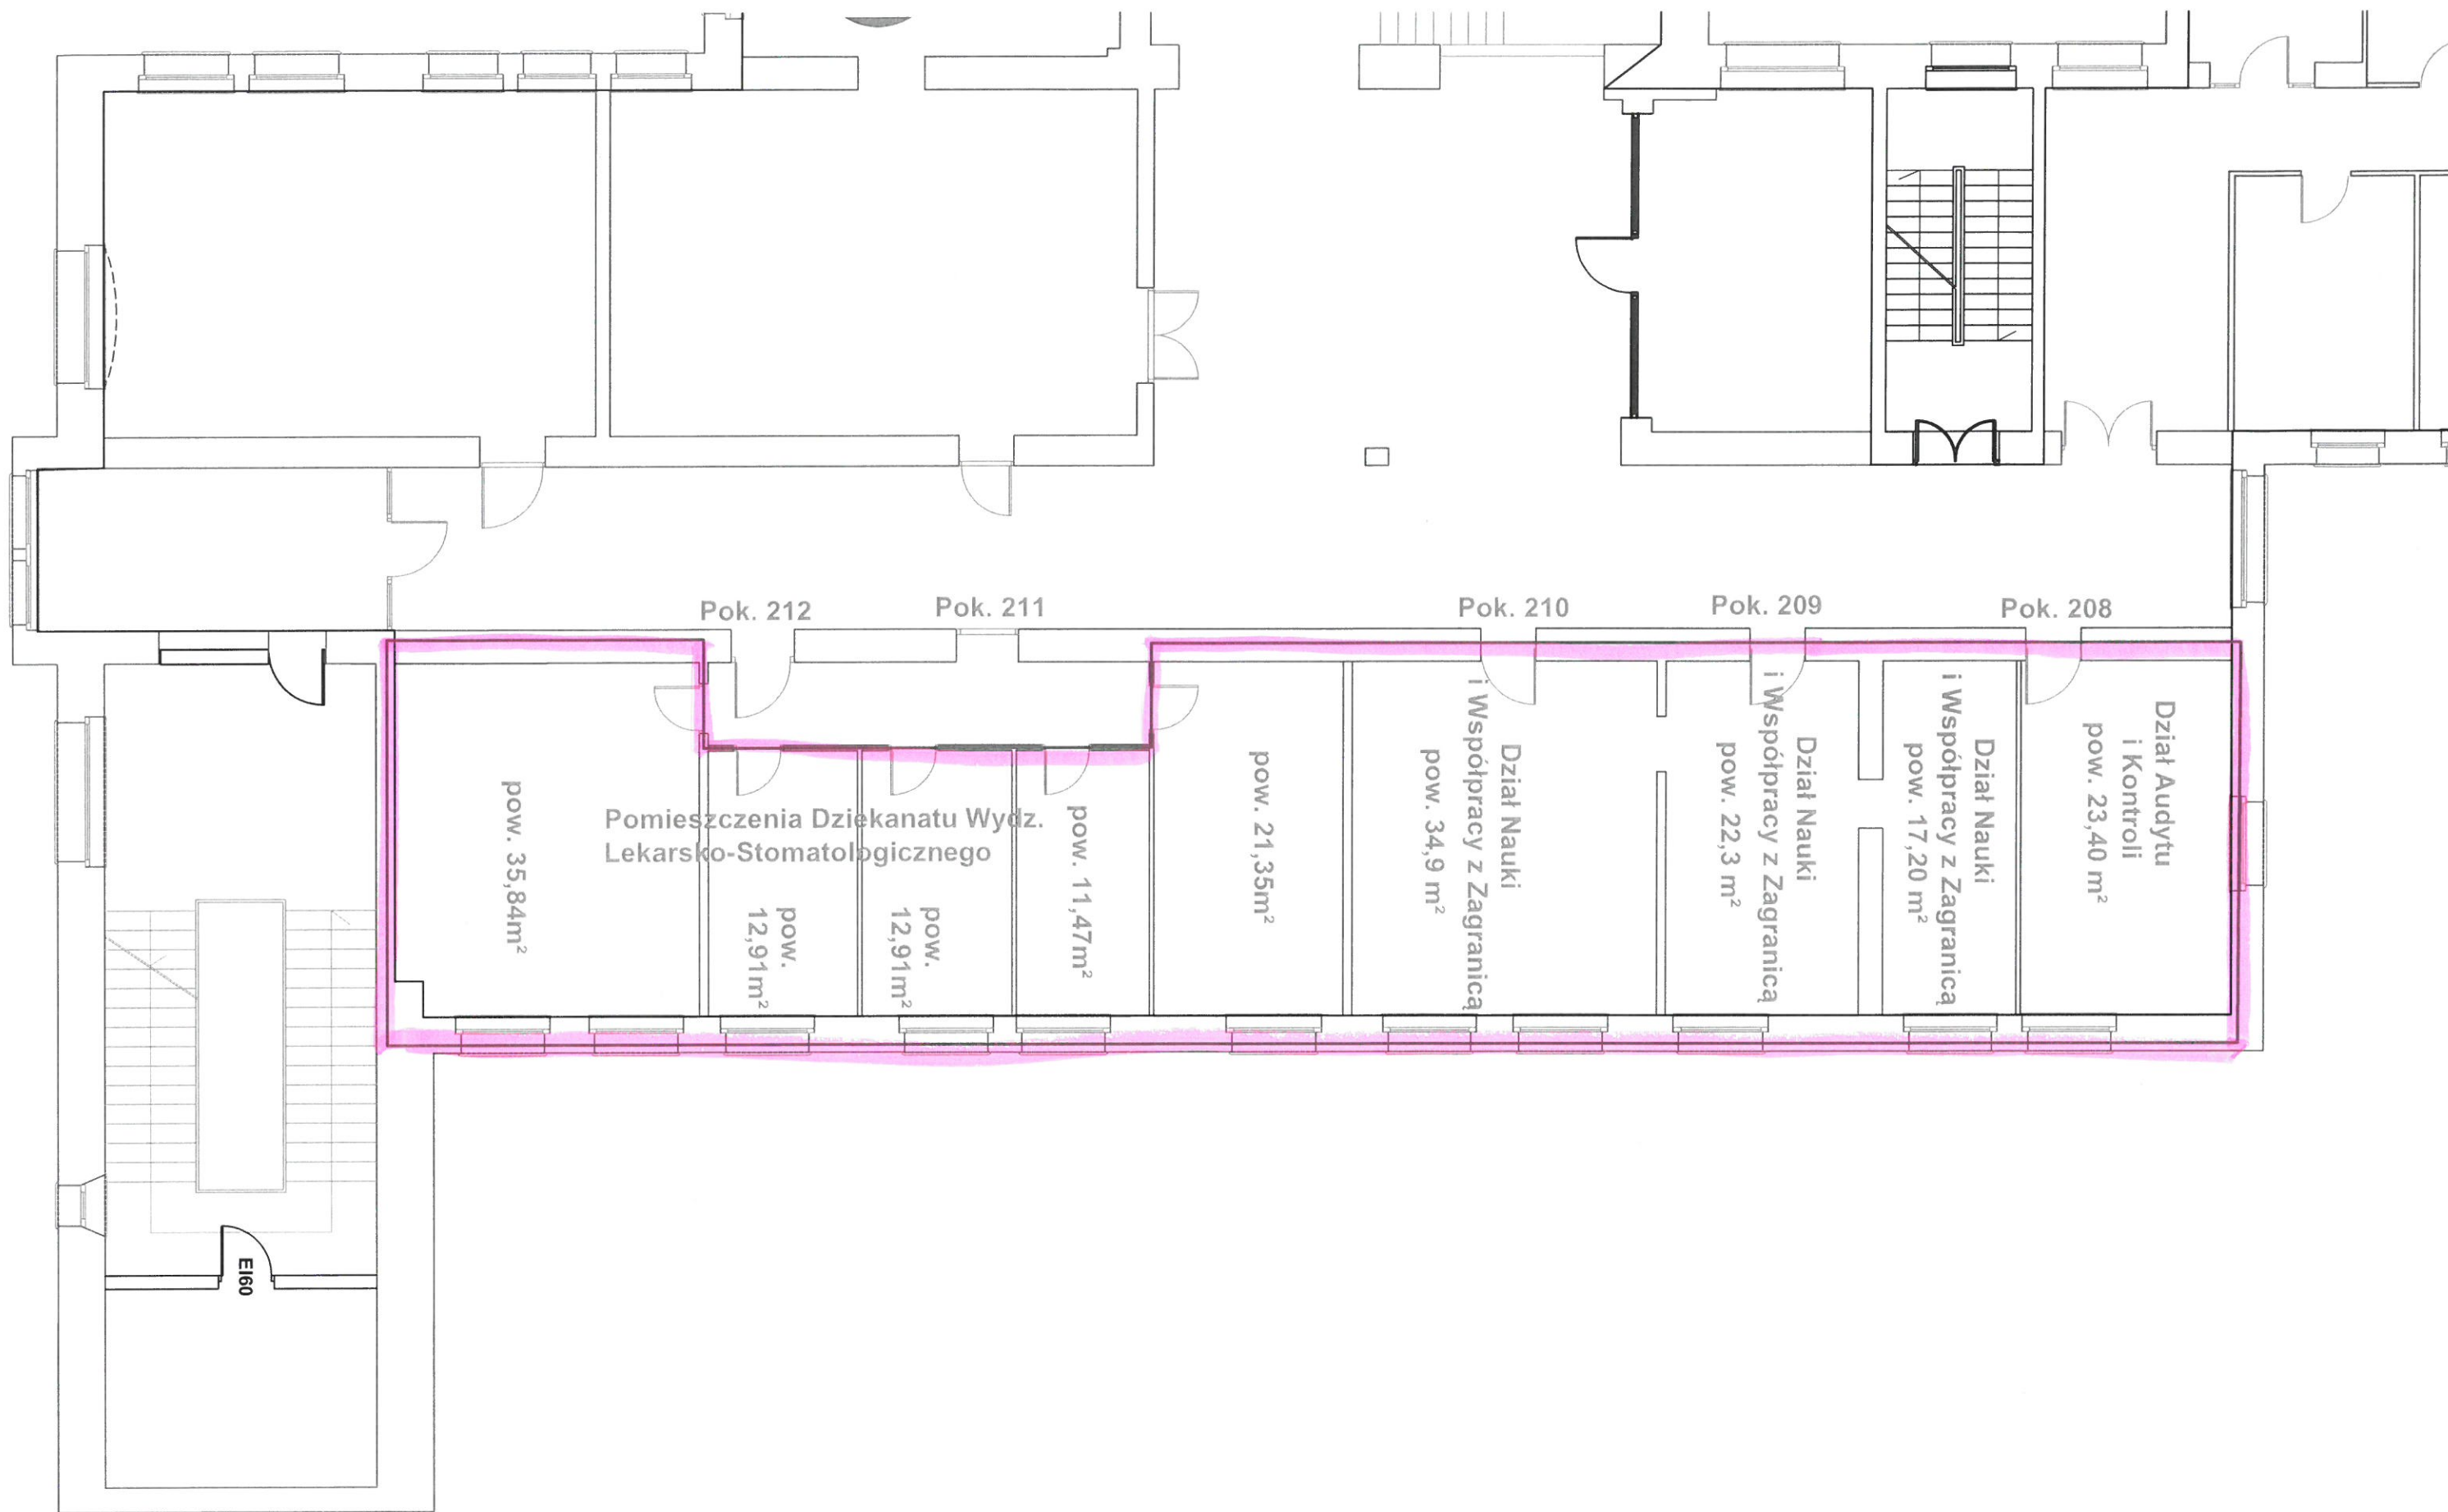 Pok. 212
Pok. 211
Pok. 210
Pok. 209
Pok. 208
pow. 35,84m²
Pomieszczenia Dziekanatu Wydz.
Lekarsko-Stomatologicznego
pow.
12,91m²
pow.
12,91m²
pow. 11,47m²
pow. 21,35m²
Dział Nauki
i Współpracy z Zagranicą
pow. 34,9 m²
Dział Nauki
i Współpracy z Zagranicą
pow. 22,3 m²
Dział Nauki
i Współpracy z Zagranicą
pow. 17,20 m²
Dział Audytu
i Kontroli
pow. 23,40 m²
EI60